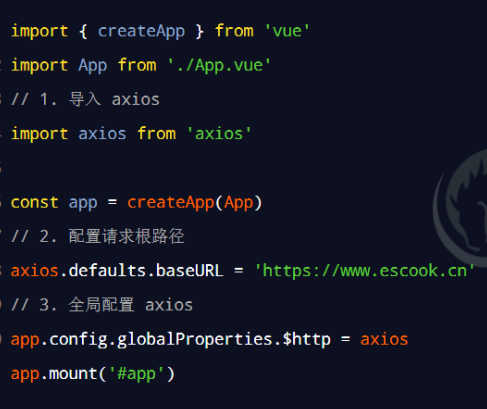 import { createApp } from 'vue'
import App from './App.vue'
// 1. 导入 axios
import axios from 'axios'
const app = createApp(App)
// 2. 配置请求根路径
axios.defaults.baseURL = 'https://www.escook.cn'
// 3. 全局配置 axios
app.config.globalProperties.$http = axios
app.mount('#app')